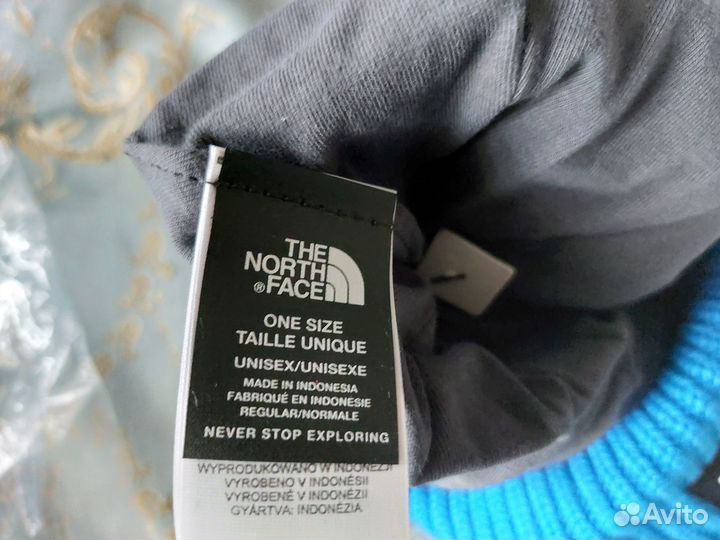 THE
NORTH
®FACE
ONE SIZE
TAILLE UNIQUE
UNISEX/UNISEXE
MADE IN INDONESIA
FABRIQUÉ EN INDONESIE
REGULAR/NORMALE
NEVER STOP EXPLORING
WYPRODUKOWANO W INDONEZJI
VYROBENO V INDONÉSII
VYROBENÉ V INDONÉZII
GYÁRTVA: INDONÉZIA
Avito